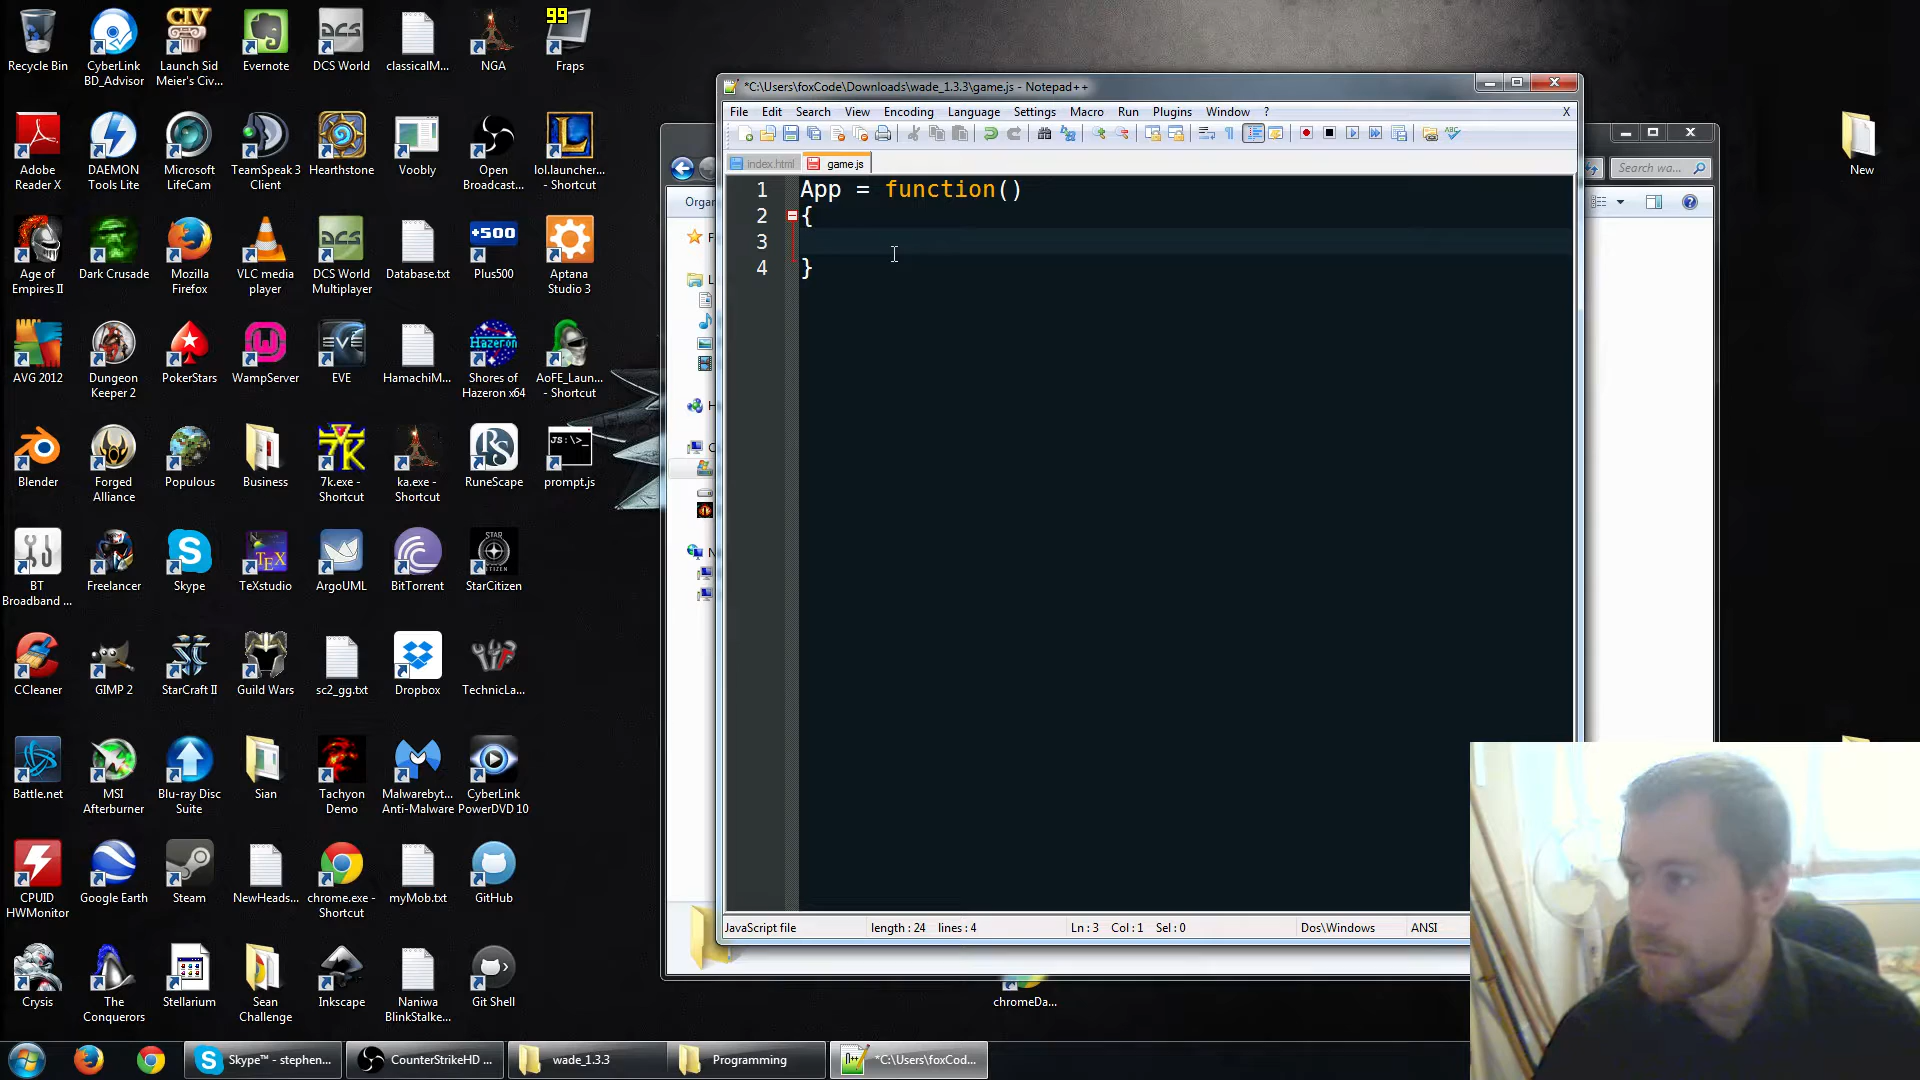 99
Recycle Bin
CyberLink BD_Advisor
Launch Sid Meier's Civ...
Evernote
DCS World
classicalM...
NGA
Fraps
Adobe Reader X
DAEMON Tools Lite
Microsoft LifeCam
TeamSpeak 3 Client
Hearthstone
Voobly
Open Broadcast...
lol.launcher... - Shortcut
Age of Empires II
Dark Crusade
Mozilla Firefox
VLC media player
DCS World Multiplayer
Database.txt
Plus500
Aptana Studio 3
AVG 2012
Dungeon Keeper 2
PokerStars
WampServer
EVE
HamachiM...
Shores of Hazeron x64
AoFE_Laun... - Shortcut
Blender
Forged Alliance
Populous
Business
7k.exe - Shortcut
ka.exe - Shortcut
RuneScape
prompt.js
BT Broadband ...
Freelancer
Skype
TeXstudio
ArgoUML
BitTorrent
StarCitizen
CCleaner
GIMP 2
StarCraft II
Guild Wars
sc2_gg.txt
Dropbox
TechnicLa...
Battle.net
MSI Afterburner
Blu-ray Disc Suite
Sian
Tachyon Demo
Malwarebyt... Anti-Malware
CyberLink PowerDVD 10
CPUID HWMonitor
Google Earth
Steam
NewHeads...
chrome.exe - Shortcut
myMob.txt
GitHub
Crysis
The Conquerors
Stellarium
Sean Challenge
Inkscape
Naniwa BlinkStalke...
Git Shell
chromeDa...
New
*C:\Users\foxCode\Downloads\wade_1.3.3\game.js - Notepad++
File Edit Search View Encoding Language Settings Macro Run Plugins Window ? X
index.html game.js
1 App = function()
2 {
3
4 }
JavaScript file length : 24 lines : 4 Ln : 3 Col : 1 Sel : 0 Dos\Windows ANSI
Organ
Search wa...
Skype™ - stephen...
CounterStrikeHD ...
wade_1.3.3
Programming
*C:\Users\foxCod...